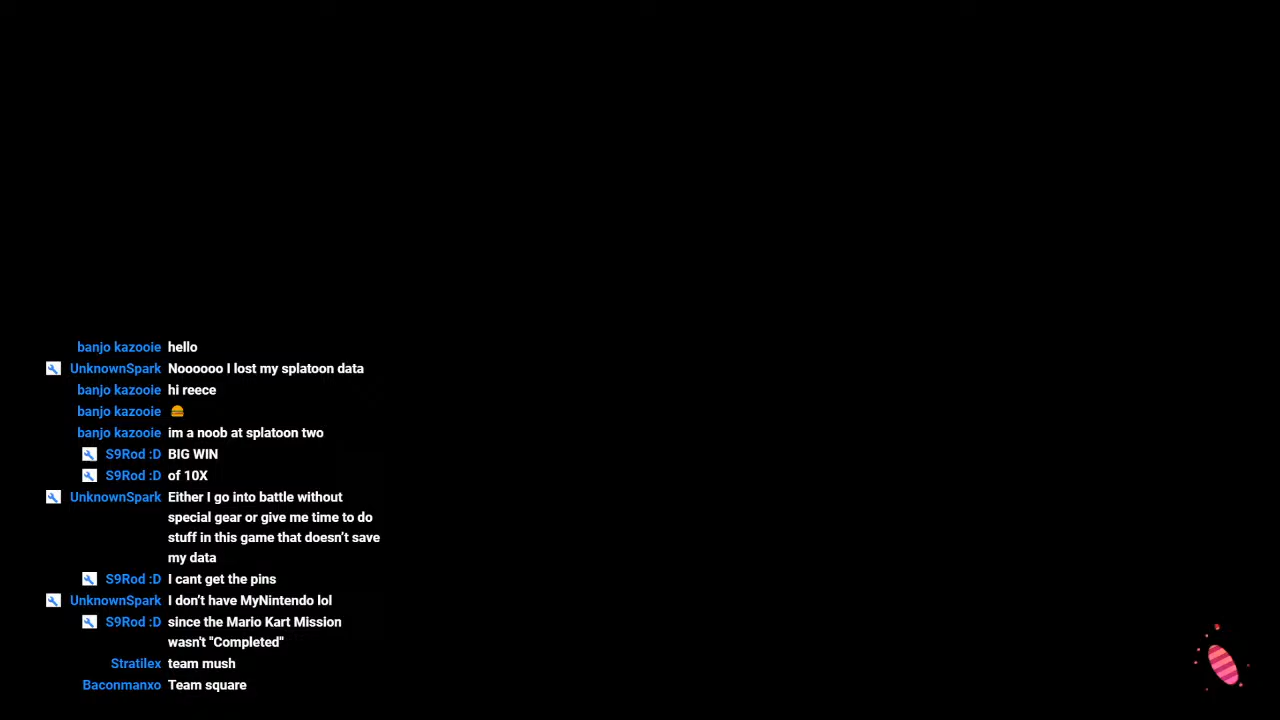 banjo kazooie hello
UnknownSpark Noooooo I lost my splatoon data
banjo kazooie hi reece
banjo kazooie 🍔
banjo kazooie im a noob at splatoon two
S9Rod :D BIG WIN
S9Rod :D of 10X
UnknownSpark Either I go into battle without
special gear or give me time to do
stuff in this game that doesn’t save
my data
S9Rod :D I cant get the pins
UnknownSpark I don’t have MyNintendo lol
S9Rod :D since the Mario Kart Mission
wasn't "Completed"
Stratilex team mush
Baconmanxo Team square